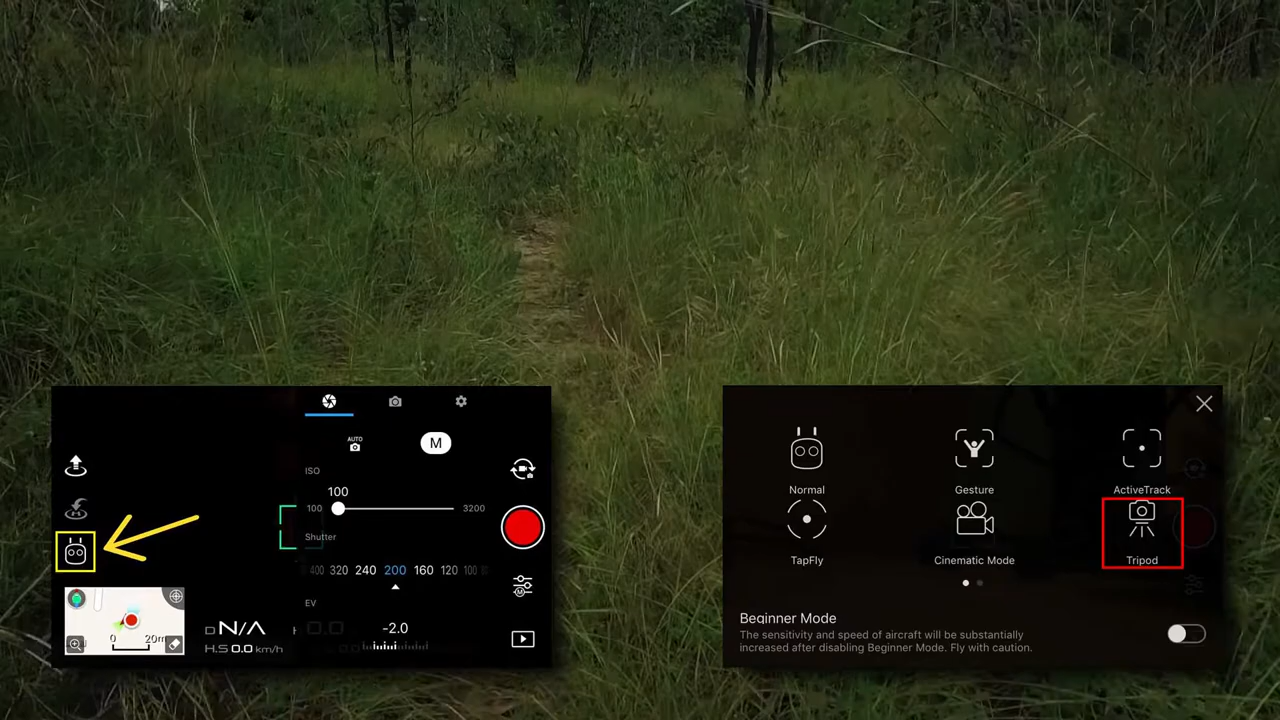 AUTO
M
ISO
100
100
3200
Shutter
400 320 240 200 160 120 100
EV
-2.0
0 20m
D N/A
H.S 0.0 km/h
Normal
Gesture
ActiveTrack
TapFly
Cinematic Mode
Tripod
Beginner Mode
The sensitivity and speed of aircraft will be substantially
increased after disabling Beginner Mode. Fly with caution.